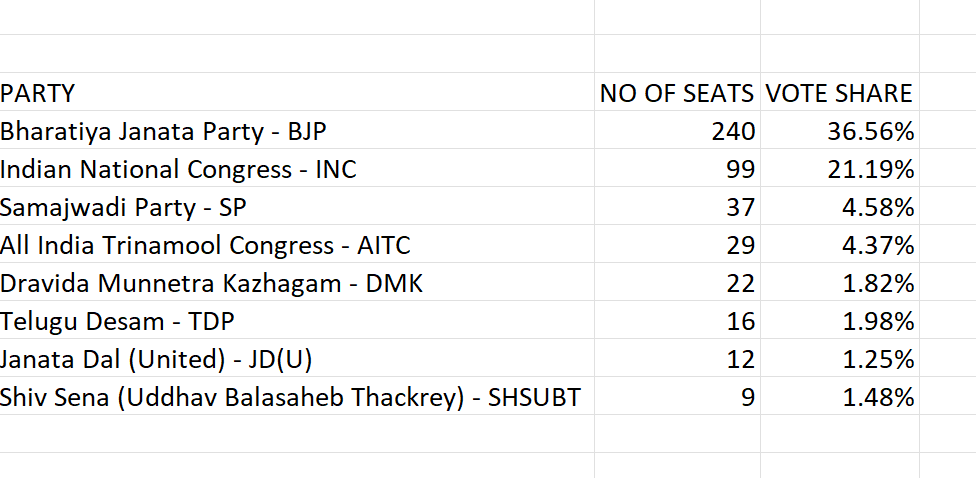 PARTY NO OF SEATS VOTE SHARE
Bharatiya Janata Party - BJP 240 36.56%
Indian National Congress - INC 99 21.19%
Samajwadi Party - SP 37 4.58%
All India Trinamool Congress - AITC 29 4.37%
Dravida Munnetra Kazhagam - DMK 22 1.82%
Telugu Desam - TDP 16 1.98%
Janata Dal (United) - JD(U) 12 1.25%
Shiv Sena (Uddhav Balasaheb Thackrey) - SHSUBT 9 1.48%